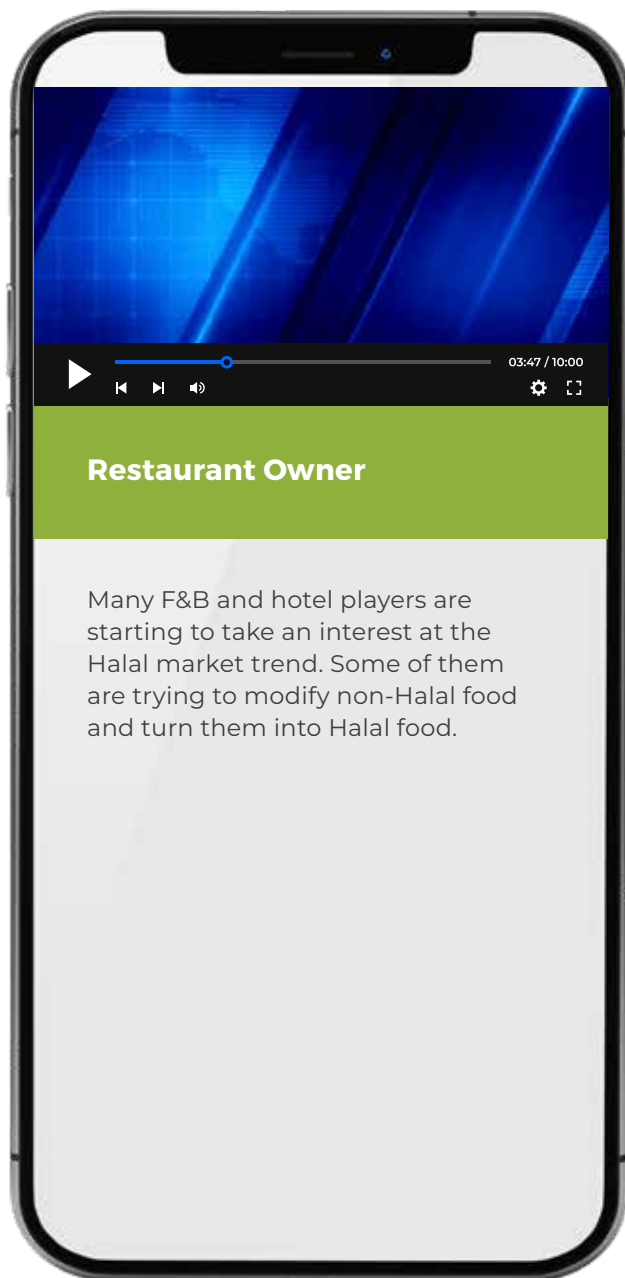 03:47 / 10:00
Restaurant Owner
Many F&B and hotel players are
starting to take an interest at the
Halal market trend. Some of them
are trying to modify non-Halal food
and turn them into Halal food.